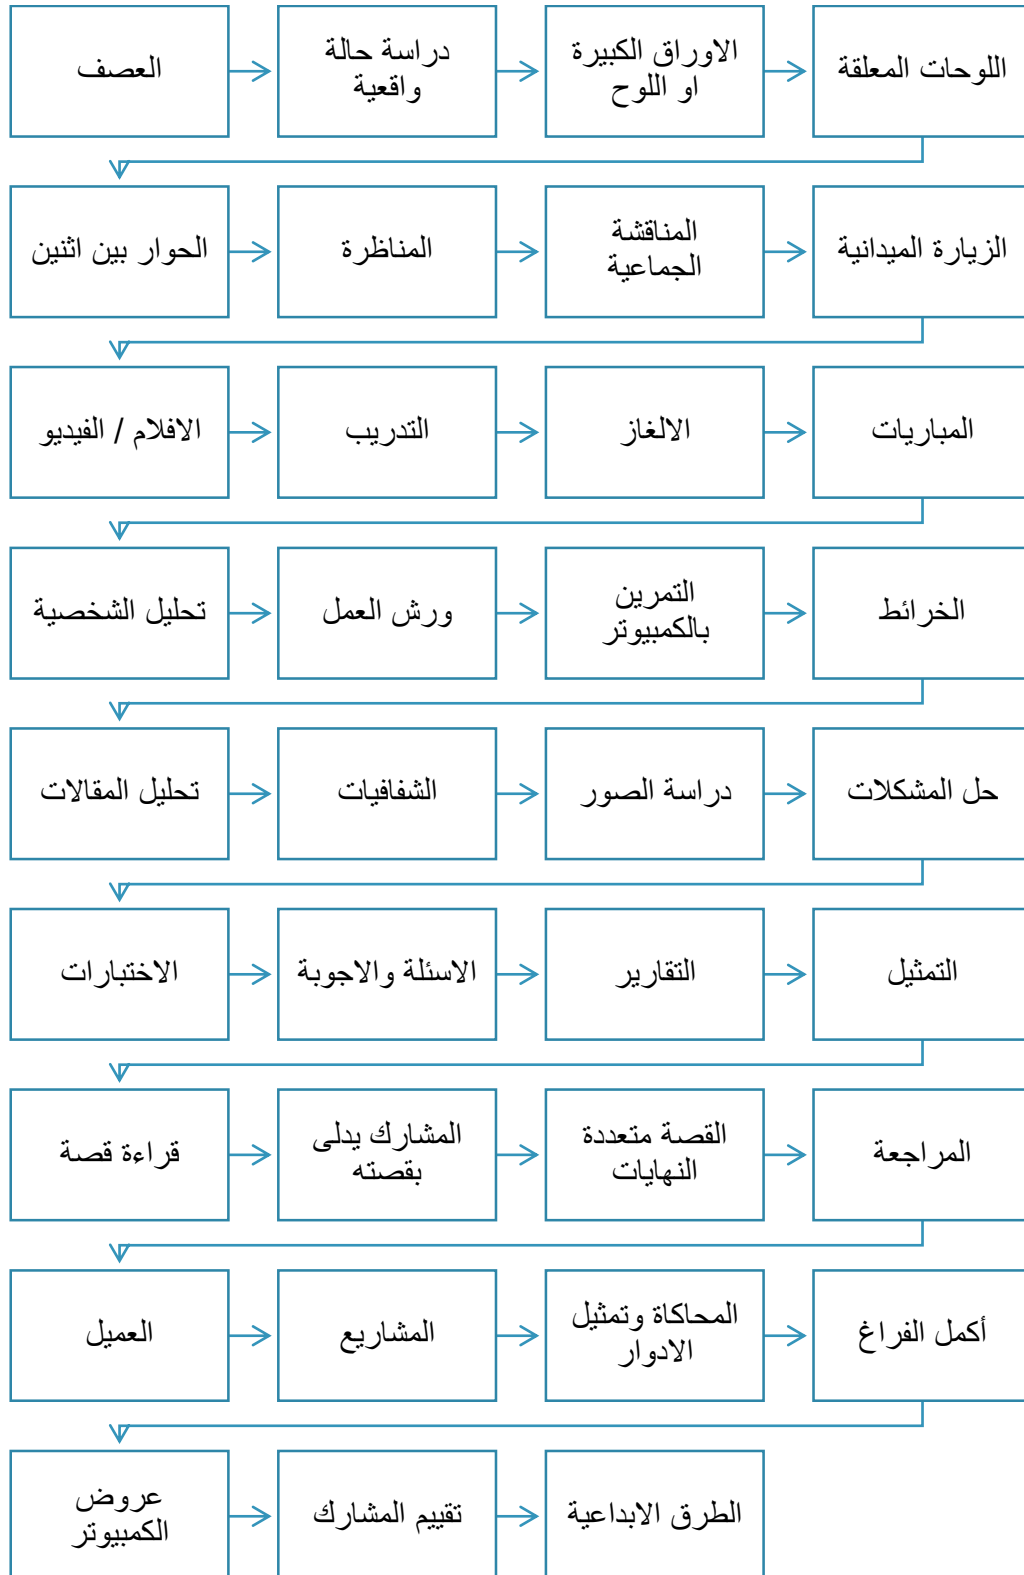 العصف
دراسة حالة
واقعية
الاوراق الكبيرة
او اللوح
اللوحات المعلقة
الحوار بين اثنين
المناظرة
المناقشة
الجماعية
الزيارة الميدانية
الافلام / الفيديو
التدريب
الالغاز
المباريات
تحليل الشخصية
ورش العمل
التمرين
بالكمبيوتر
الخرائط
تحليل المقالات
الشفافيات
دراسة الصور
حل المشكلات
الاختبارات
الاسئلة والاجوبة
التقارير
التمثيل
قراءة قصة
المشارك يدلى
بقصته
القصة متعددة
النهايات
المراجعة
العميل
المشاريع
المحاكاة وتمثيل
الادوار
أكمل الفراغ
عروض
الكمبيوتر
تقييم المشارك
الطرق الابداعية